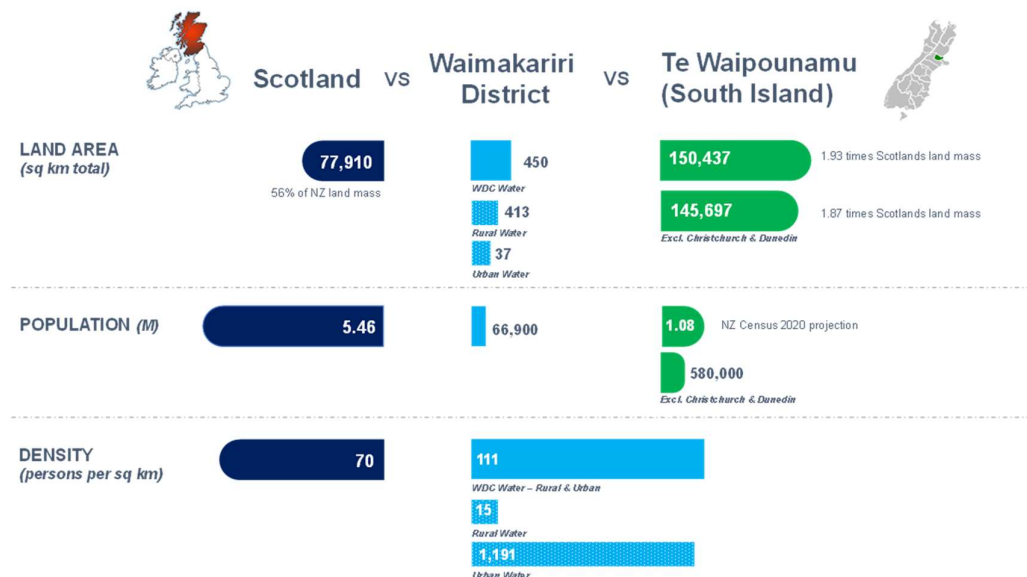 Scotland vs Waimakariri District vs Te Waipounamu (South Island)
LAND AREA
(sq km total)
77,910
56% of NZ land mass
450
WDC Water
413
Rural Water
37
Urban Water
150,437
1.93 times Scotlands land mass
145,697
1.87 times Scotlands land mass
Excl. Christchurch & Dunedin
POPULATION (M)
5.46
66,900
1.08
NZ Census 2020 projection
580,000
Excl. Christchurch & Dunedin
DENSITY
(persons per sq km)
70
111
WDC Water – Rural & Urban
15
Rural Water
1,191
Urban Water